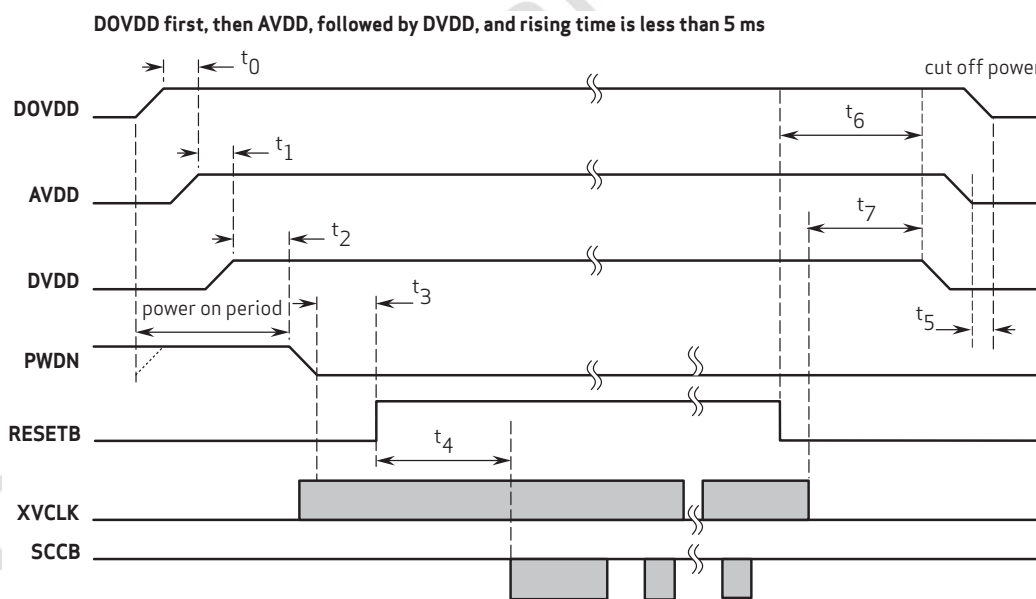 DOVDD first, then AVDD, followed by DVDD, and rising time is less than 5 ms
t0
cut off power
DOVDD
t6
t1
AVDD
t7
t2
DVDD
t3
power on period
t5
PWDN
RESETB
t4
XVCLK
SCCB